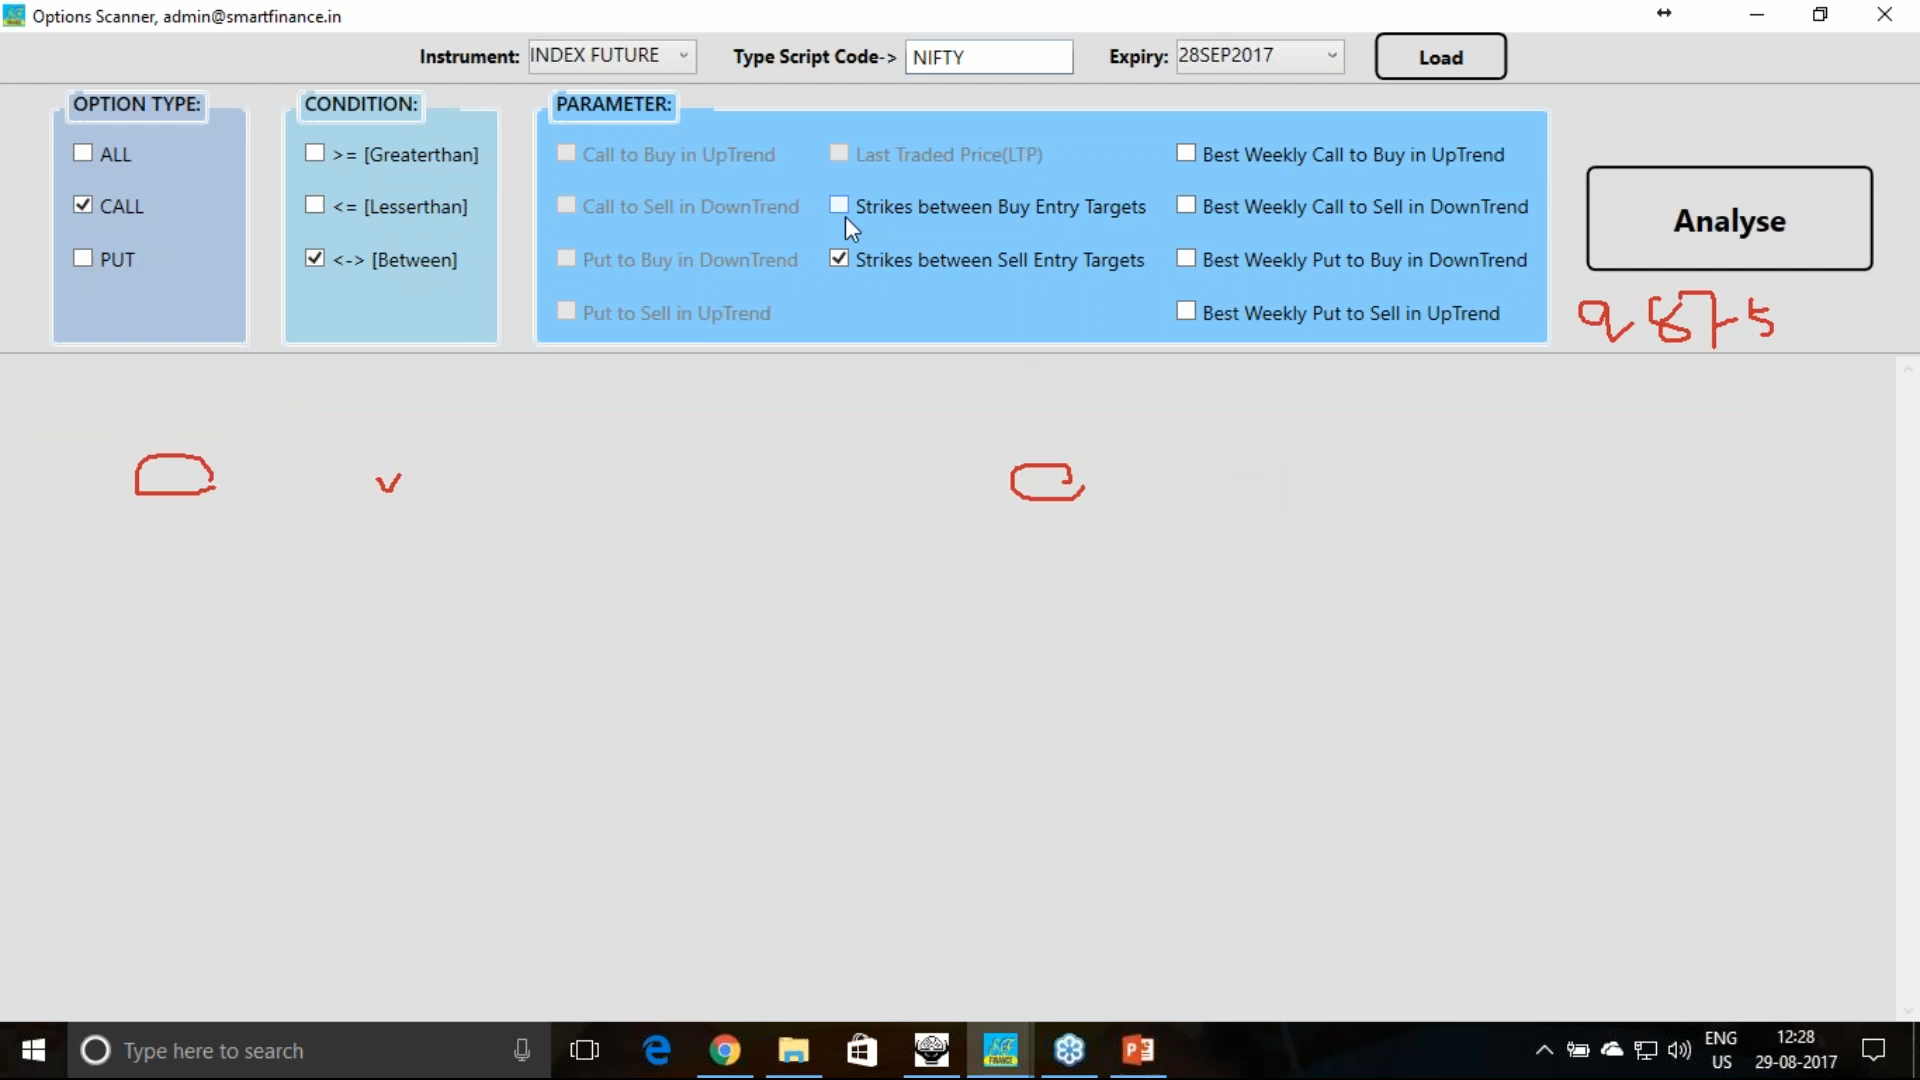 Options Scanner, admin@smartfinance.in
Instrument: INDEX FUTURE Type Script Code-> NIFTY Expiry: 28SEP2017 Load
OPTION TYPE: CONDITION: PARAMETER:
ALL >= [Greaterthan] Call to Buy in UpTrend Last Traded Price(LTP) Best Weekly Call to Buy in UpTrend
CALL <= [Lesserthan] Call to Sell in DownTrend Strikes between Buy Entry Targets Best Weekly Call to Sell in DownTrend
Analyse
PUT <-> [Between] Put to Buy in DownTrend Strikes between Sell Entry Targets Best Weekly Put to Buy in DownTrend
Put to Sell in UpTrend Best Weekly Put to Sell in UpTrend
9875
Type here to search
ENG
US
12:28
29-08-2017